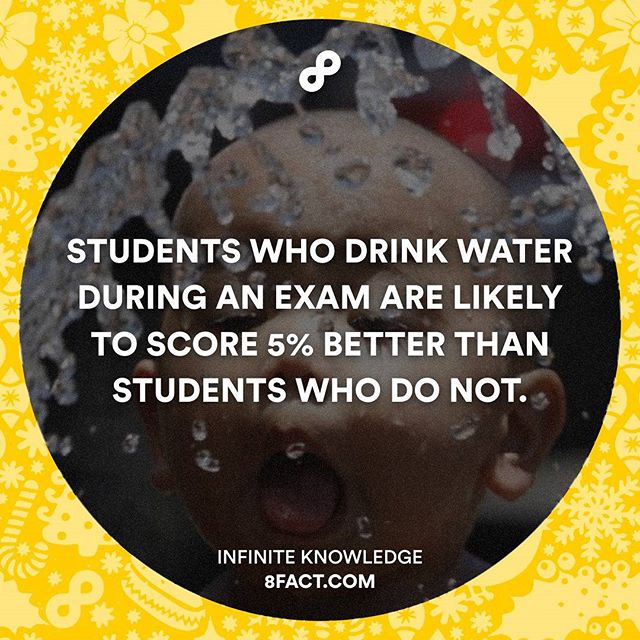 STUDENTS WHO DRINK WATER
DURING AN EXAM ARE LIKELY
TO SCORE 5% BETTER THAN
STUDENTS WHO DO NOT.
INFINITE KNOWLEDGE
8FACT.COM